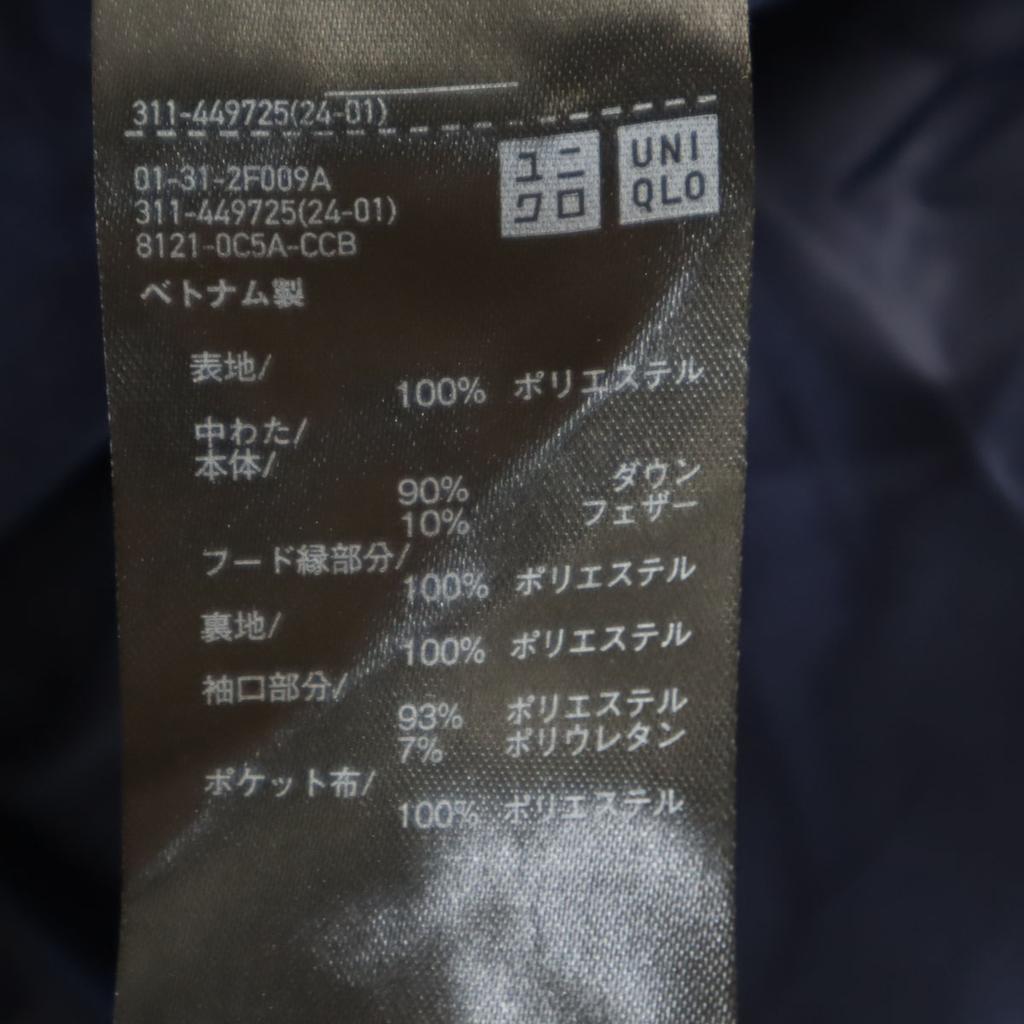 311-449725(24-01)
ユニ
クロ
UNI
QLO
01-31-2F009A
311-449725(24-01)
8121-0C5A-CCB
ベトナム製
表地/
100% ポリエステル
中わた/
本体/
90% ダウン
10% フェザー
フード縁部分/
100% ポリエステル
裏地/
100% ポリエステル
袖口部分/
93% ポリエステル
7% ポリウレタン
ポケット布/
100% ポリエステル